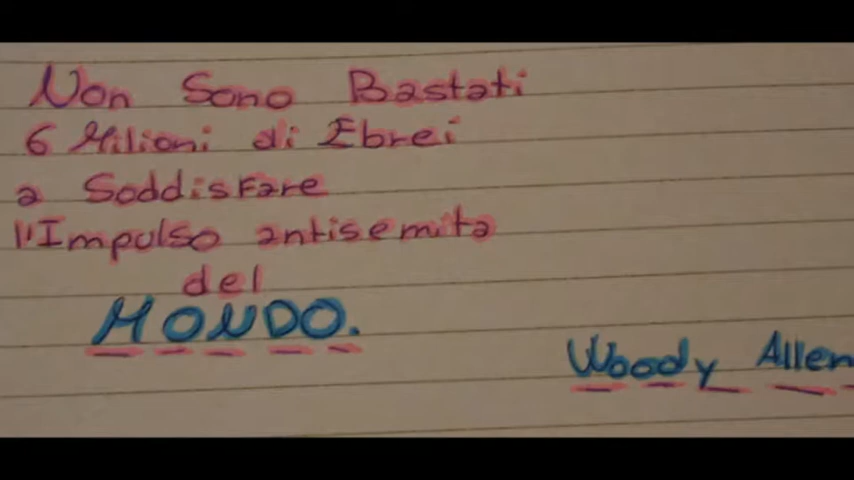 Non Sono Bastati
6 Milioni di Ebrei
a Soddisfare
l'Impulso antisemita
del
MONDO.
Woody Allen